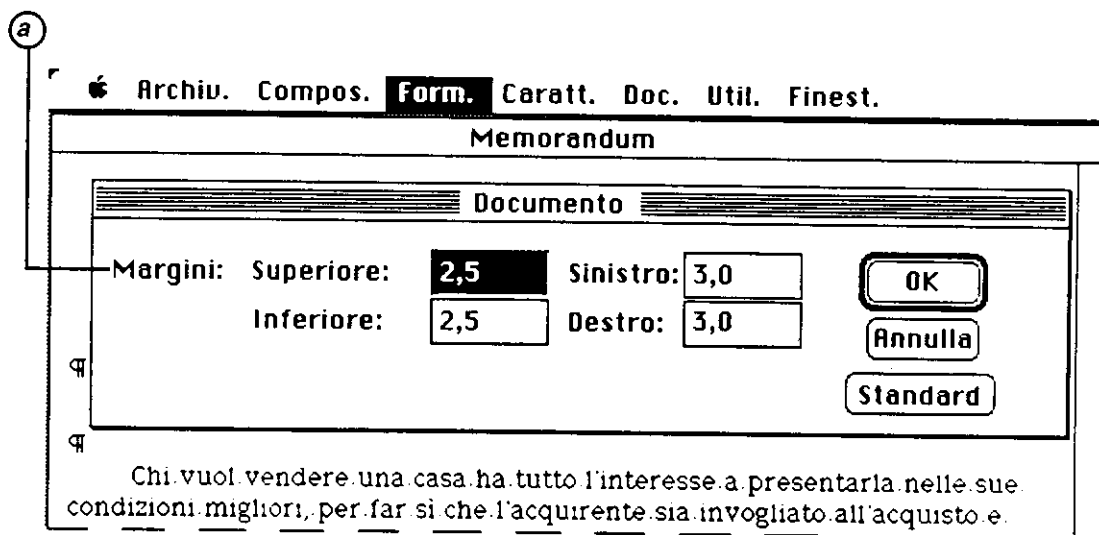 a
Archiv. Compos. Form. Caratt. Doc. Util. Finest.
Memorandum
Documento
Margini: Superiore: 2,5 Sinistro: 3,0 OK
Inferiore: 2,5 Destro: 3,0 Annulla
¶
Standard
¶
Chi.vuol.vendere.una.casa.ha.tutto.l'interesse.a.presentarla.nelle.sue.
condizioni.migliori,.per.far.sì.che.l'acquirente.sia.invogliato.all'acquisto.e.